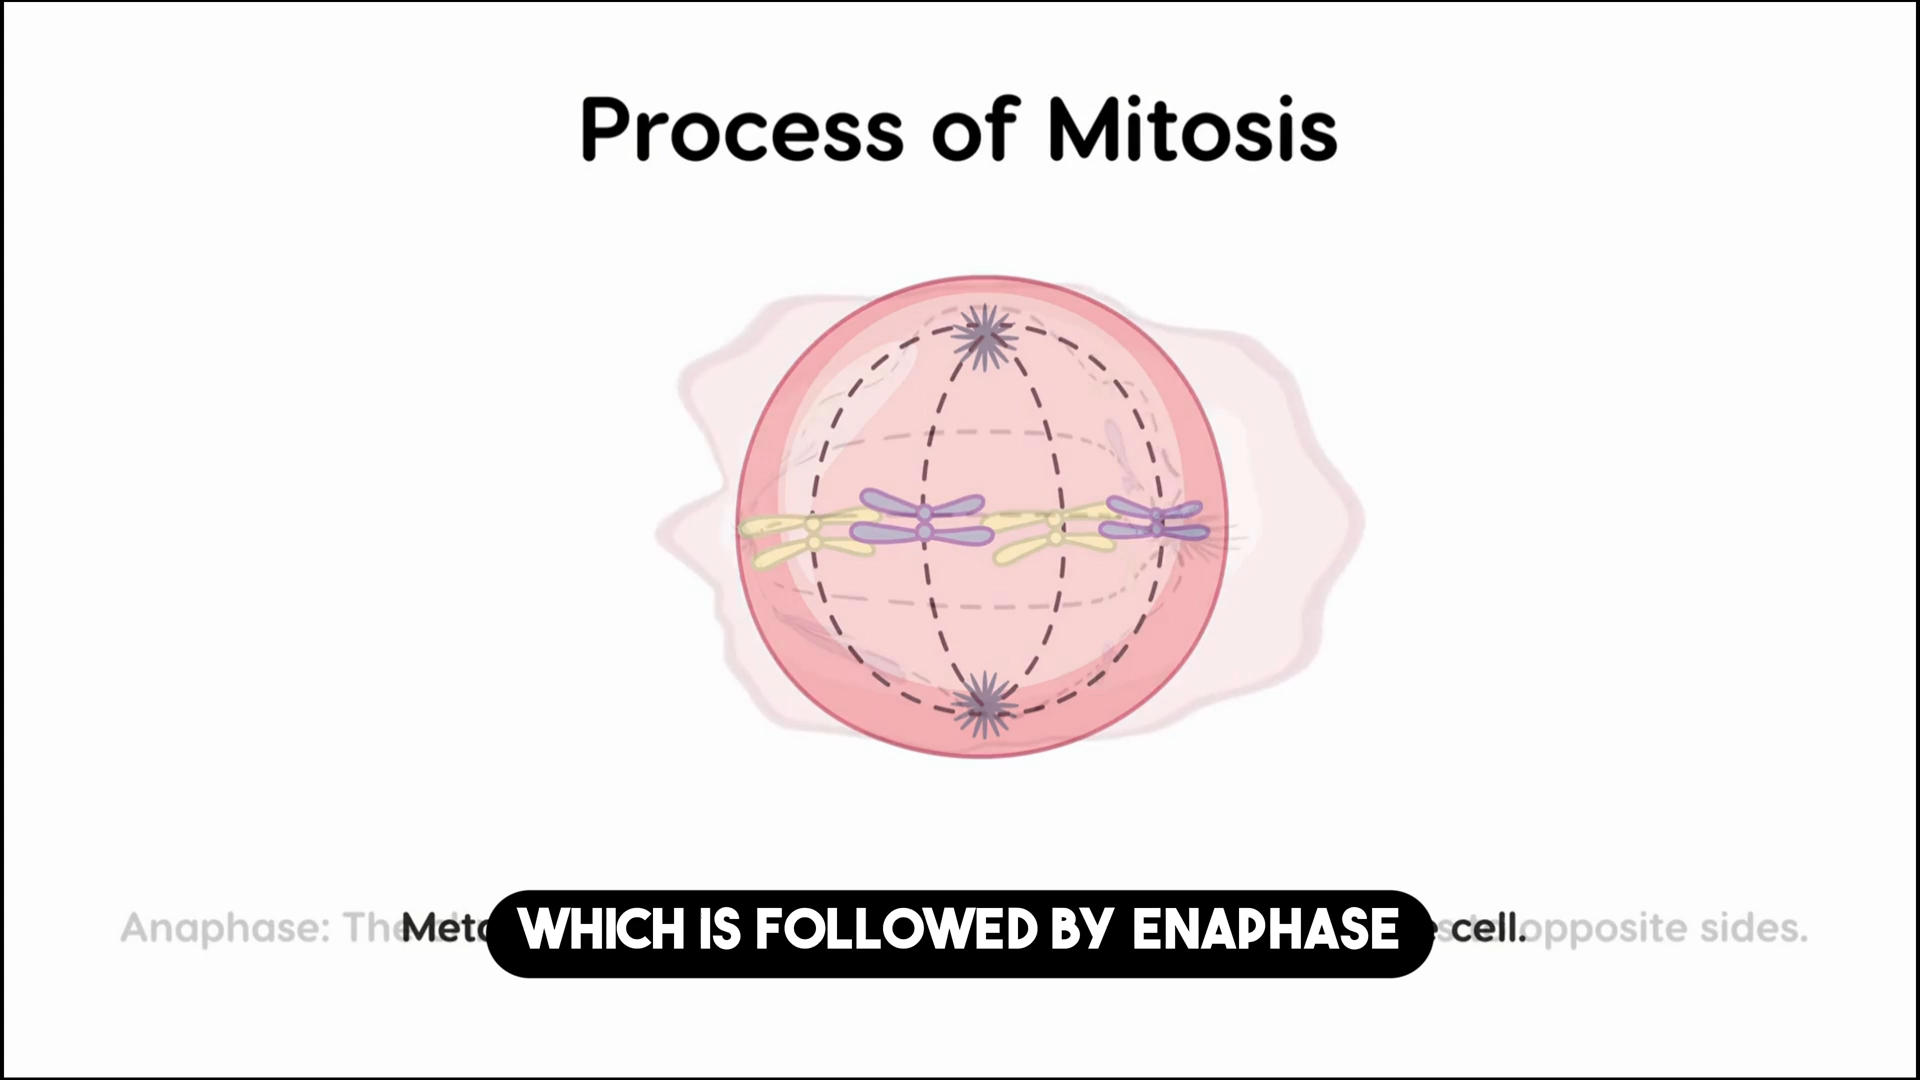 Process of Mitosis
Anaphase: The
Meta
WHICH IS FOLLOWED BY ENAPHASE
cell.
opposite sides.